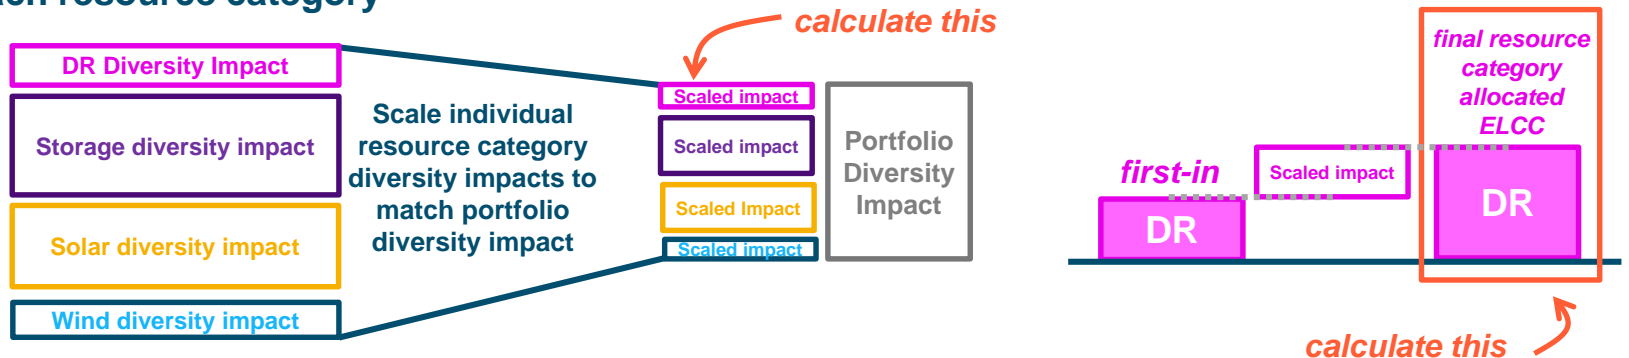 resource category
calculate this
DR Diversity Impact
Storage diversity impact
Solar diversity impact
Wind diversity impact
Scale individual
resource category
diversity impacts to
match portfolio
diversity impact
Scaled impact
Scaled impact
Scaled Impact
Scaled impact
Portfolio
Diversity
Impact
first-in
DR
Scaled impact
final resource
category
allocated
ELCC
DR
calculate this